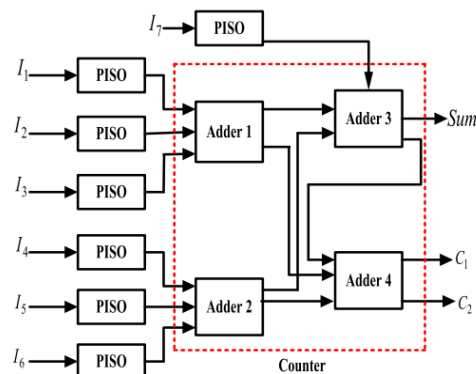 I7 PISO
I1 PISO
I2 PISO
I3 PISO
I4 PISO
I5 PISO
I6 PISO
Adder 1
Adder 2
Adder 3
Adder 4
Sum
C1
C2
Counter